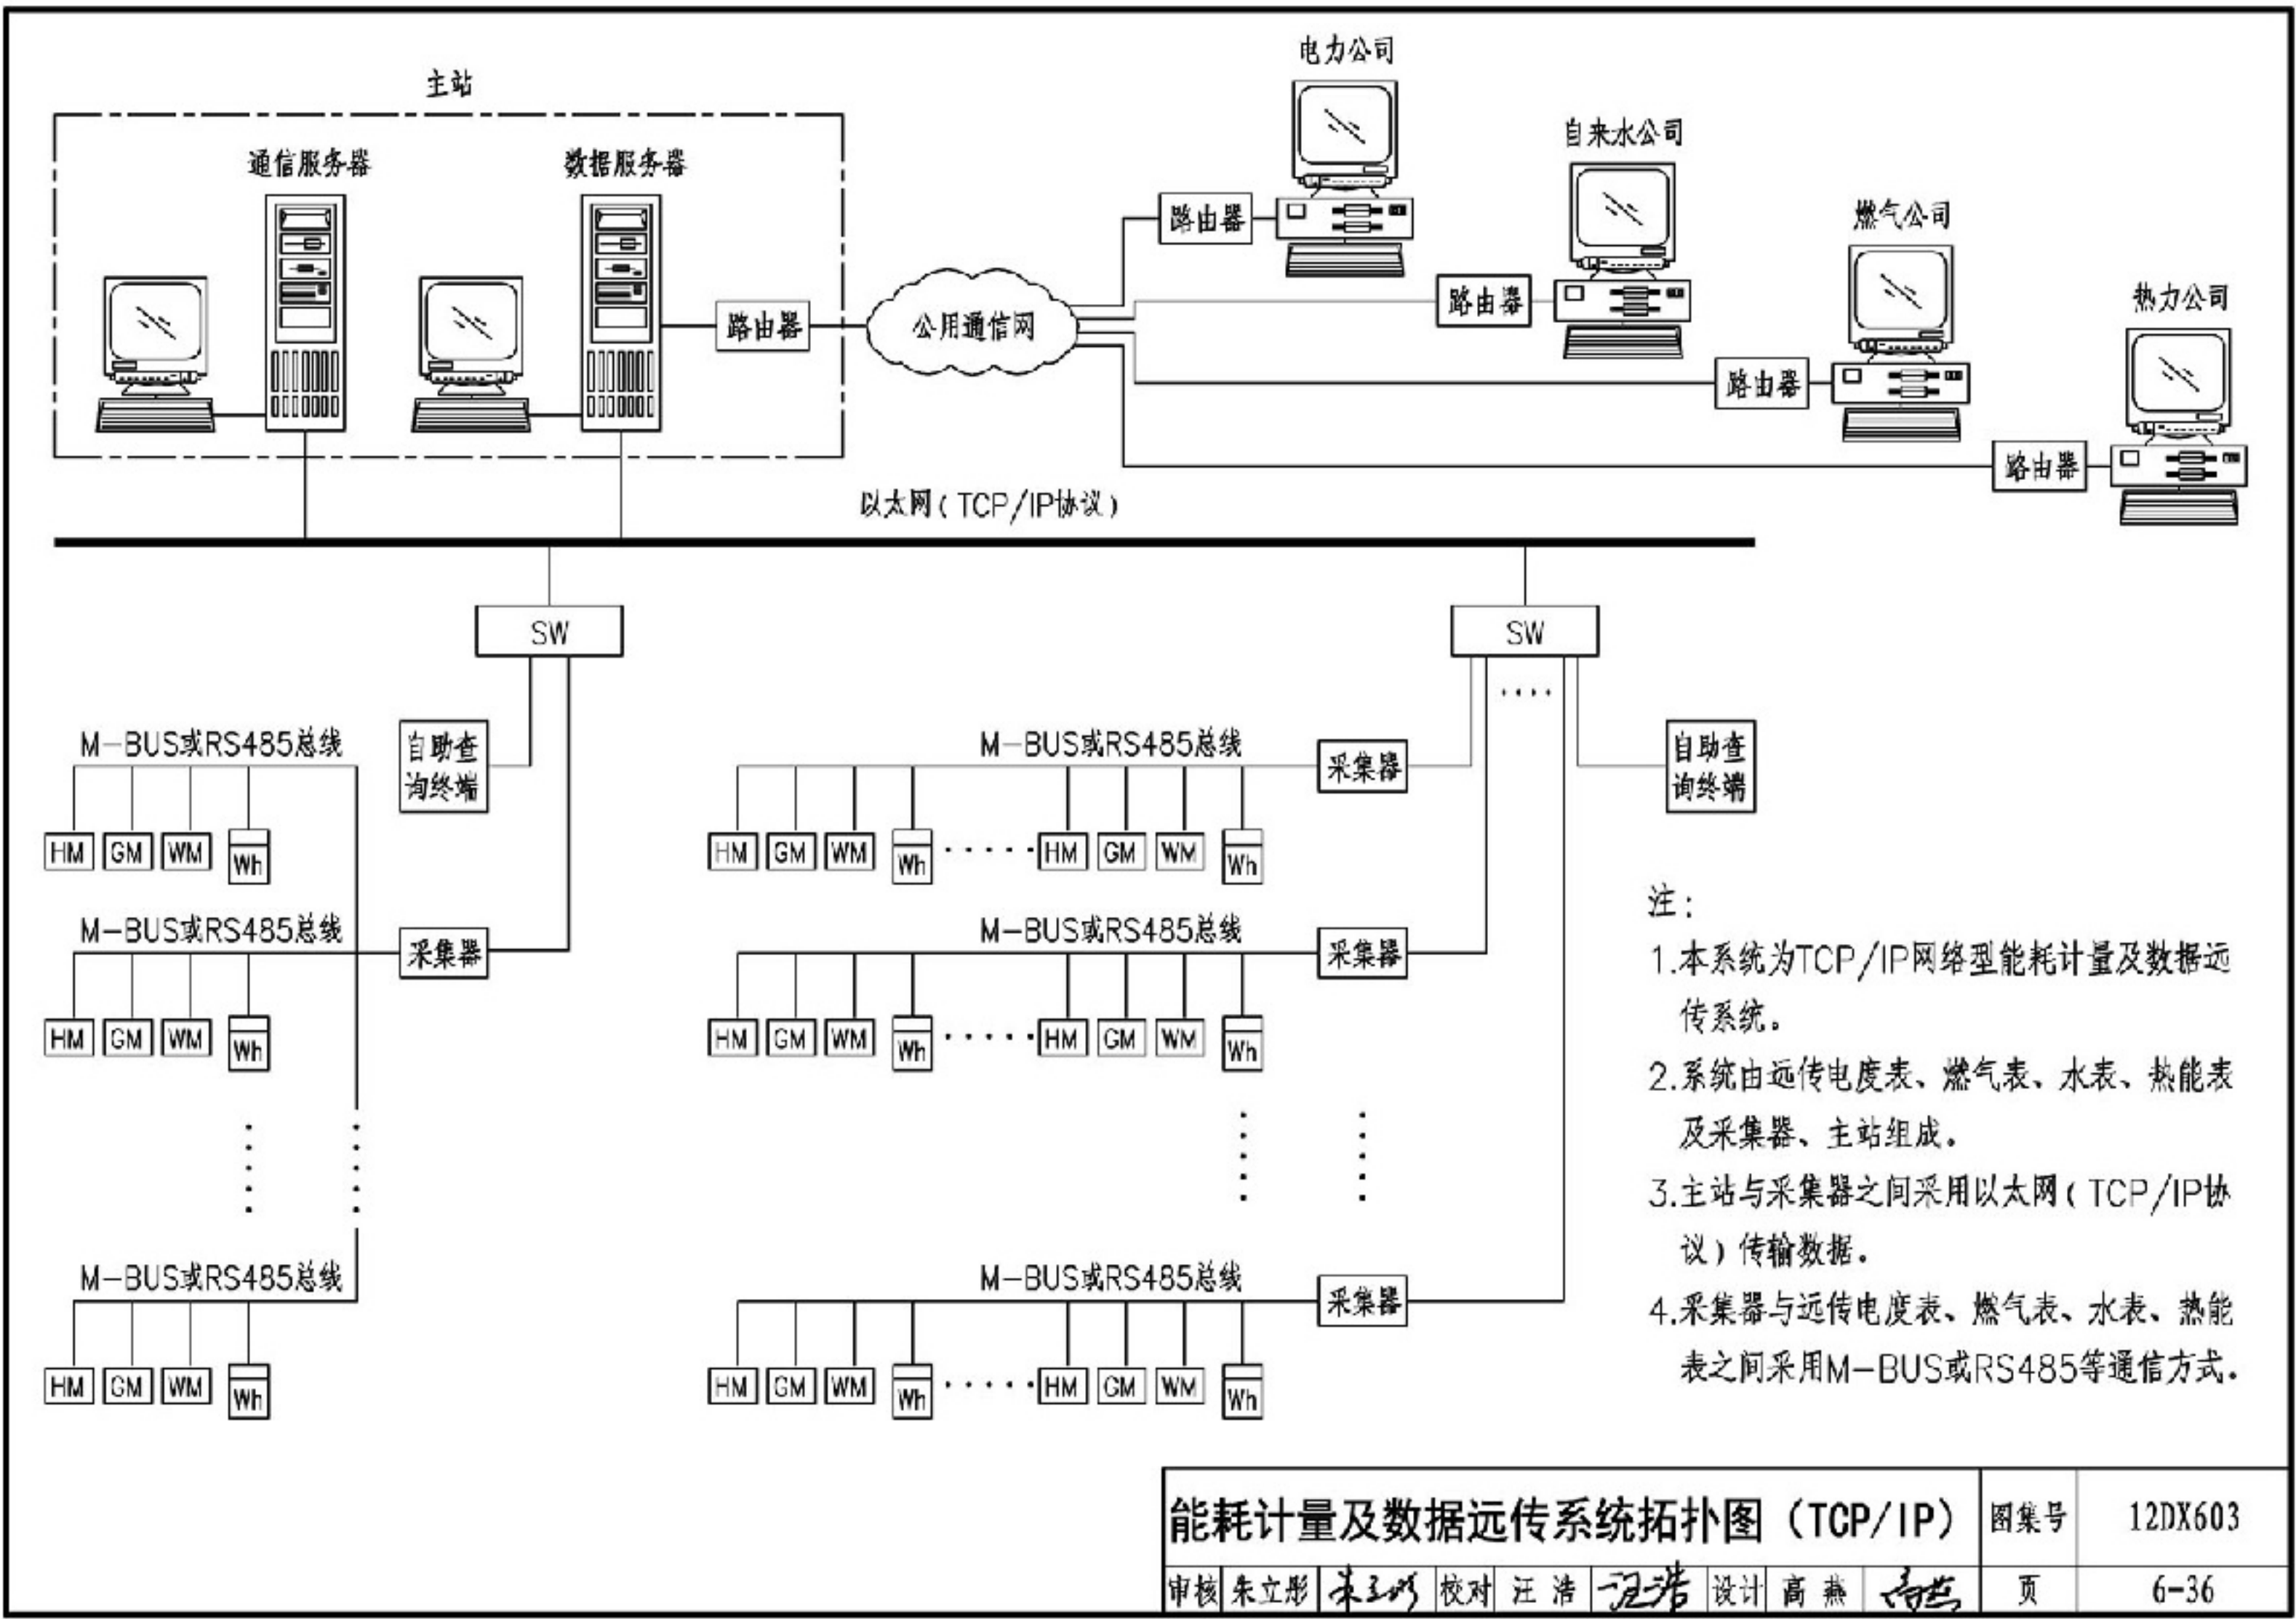 主站
电力公司
自来水公司
燃气公司
热力公司
通信服务器
数据服务器
路由器
公用通信网
路由器
路由器
路由器
路由器
以太网(TCP/IP协议)
SW
SW
M-BUS或RS485总线
自助查
询终端
M-BUS或RS485总线
采集器
自助查
询终端
HM GM WM Wh
HM GM WM Wh ····· HM GM WM Wh
M-BUS或RS485总线
采集器
M-BUS或RS485总线
采集器
HM GM WM Wh
HM GM WM Wh ····· HM GM WM Wh
M-BUS或RS485总线
M-BUS或RS485总线
采集器
HM GM WM Wh
HM GM WM Wh ····· HM GM WM Wh
注:
1.本系统为TCP/IP网络型能耗计量及数据远
传系统。
2.系统由远传电度表、燃气表、水表、热能表
及采集器、主站组成。
3.主站与采集器之间采用以太网(TCP/IP协
议)传输数据。
4.采集器与远传电度表、燃气表、水表、热能
表之间采用M-BUS或RS485等通信方式。
能耗计量及数据远传系统拓扑图(TCP/IP) 图集号 12DX603
审核 朱立彤 朱立彤 校对 汪浩 汪浩 设计 高燕 高燕 页 6-36